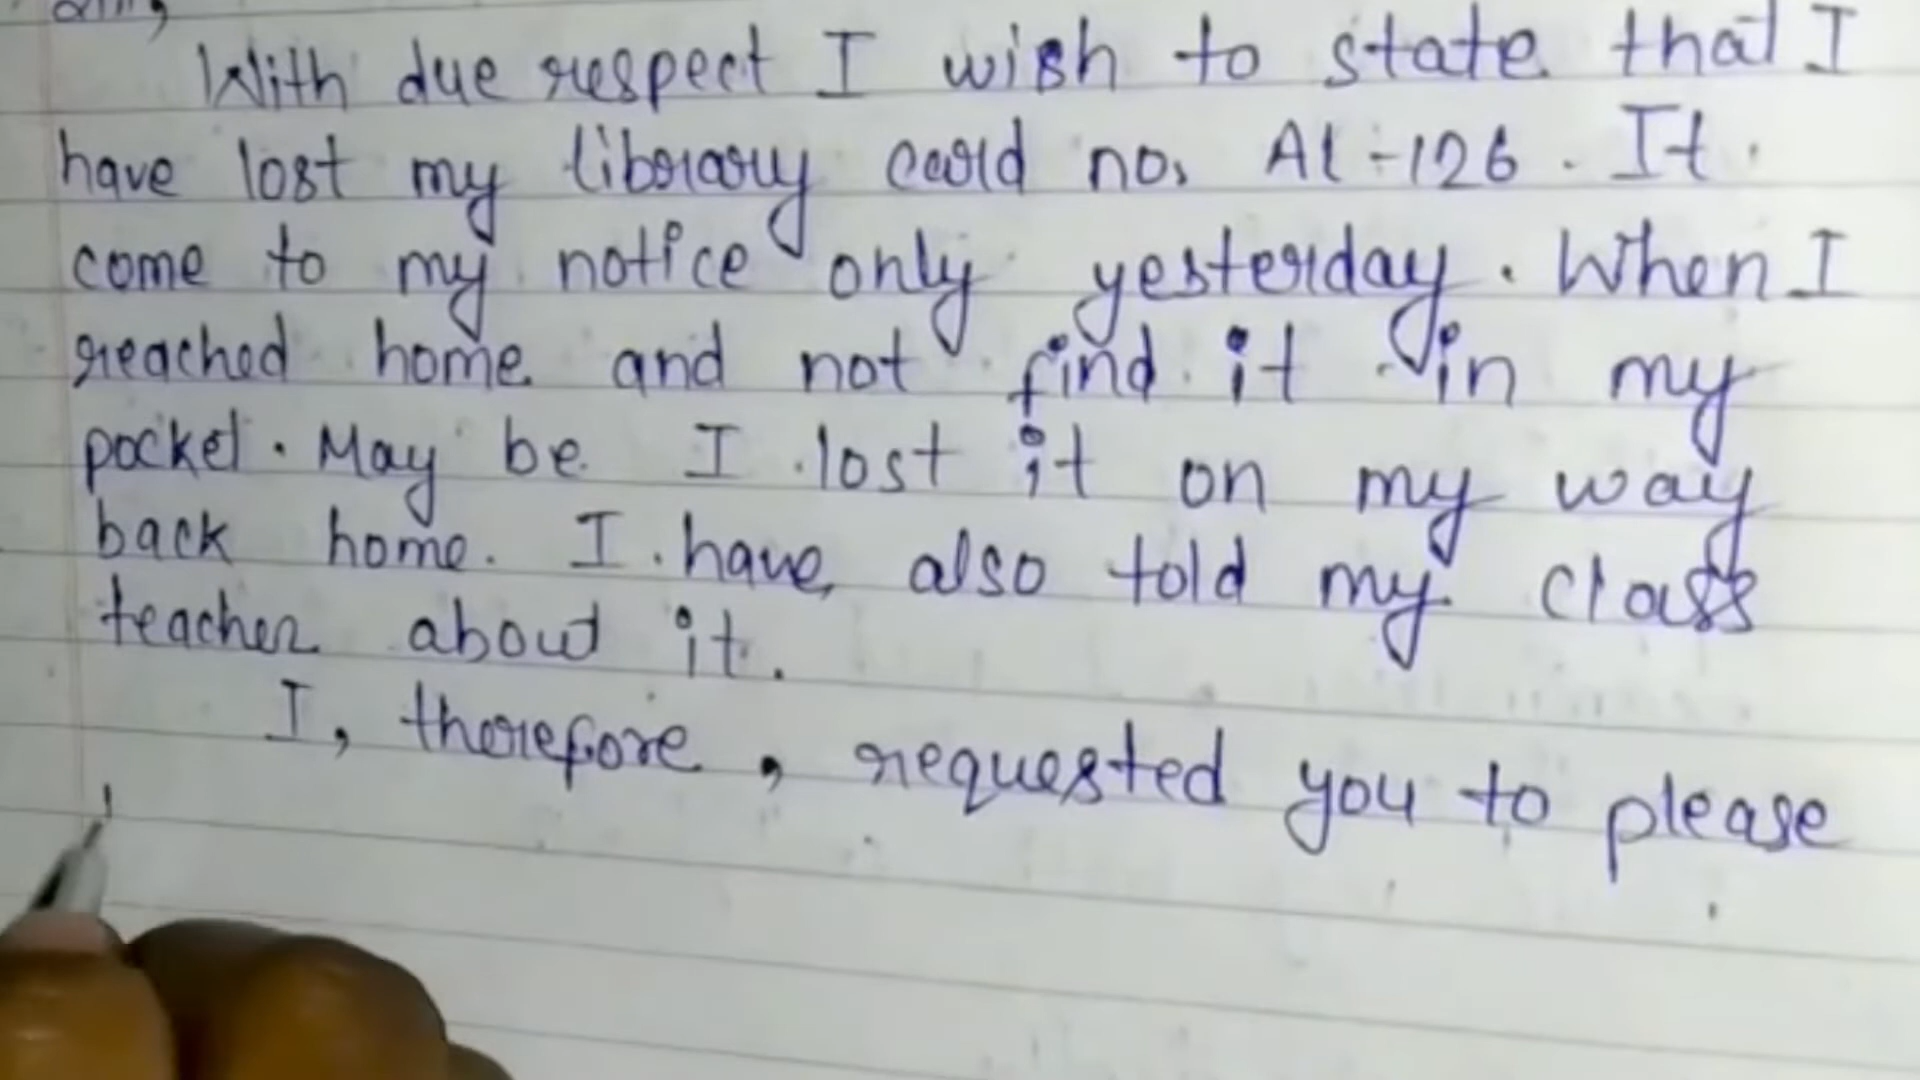 With due respect I wish to state that I
have lost my library card no. Al-126. It
come to my notice only yesterday. When I
reached home and not find it in my
pocket. May be I lost it on my way
back home. I have also told my class
teacher about it.
I, therefore, requested you to please